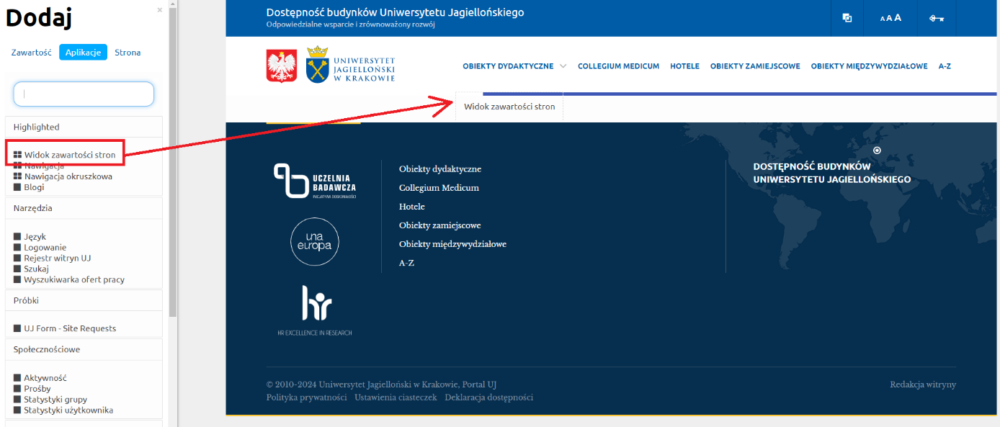 Dodaj
×
Zawartość Aplikacje Strona
Highlighted
Widok zawartości stron
Nawigacja
Nawigacja okruszkowa
Blogi
Narzędzia
Język
Logowanie
Rejestr witryn UJ
Szukaj
Wyszukiwarka ofert pracy
Próbki
UJ Form - Site Requests
Społecznościowe
Aktywność
Prośby
Statystyki grupy
Statystyki użytkownika
Dostępność budynków Uniwersytetu Jagiellońskiego
Odpowiedzialne wsparcie i zrównoważony rozwój
A A A
UNIWERSYTET
JAGIELLOŃSKI
W KRAKOWIE
OBIEKTY DYDAKTYCZNE COLLEGIUM MEDICUM HOTELE OBIEKTY ZAMIEJSCOWE OBIEKTY MIĘDZYWYDZIAŁOWE A-Z
Widok zawartości stron
UCZELNIA
BADAWCZA
INICJATYWA DOSKONAŁOŚCI
una
europa
hr
HR EXCELLENCE IN RESEARCH
Obiekty dydaktyczne
Collegium Medicum
Hotele
Obiekty zamiejscowe
Obiekty międzywydziałowe
A-Z
DOSTĘPNOŚĆ BUDYNKÓW
UNIWERSYTETU JAGIELLOŃSKIEGO
© 2010-2024 Uniwersytet Jagielloński w Krakowie, Portal UJ
Polityka prywatności Ustawienia ciasteczek Deklaracja dostępności
Redakcja witryny